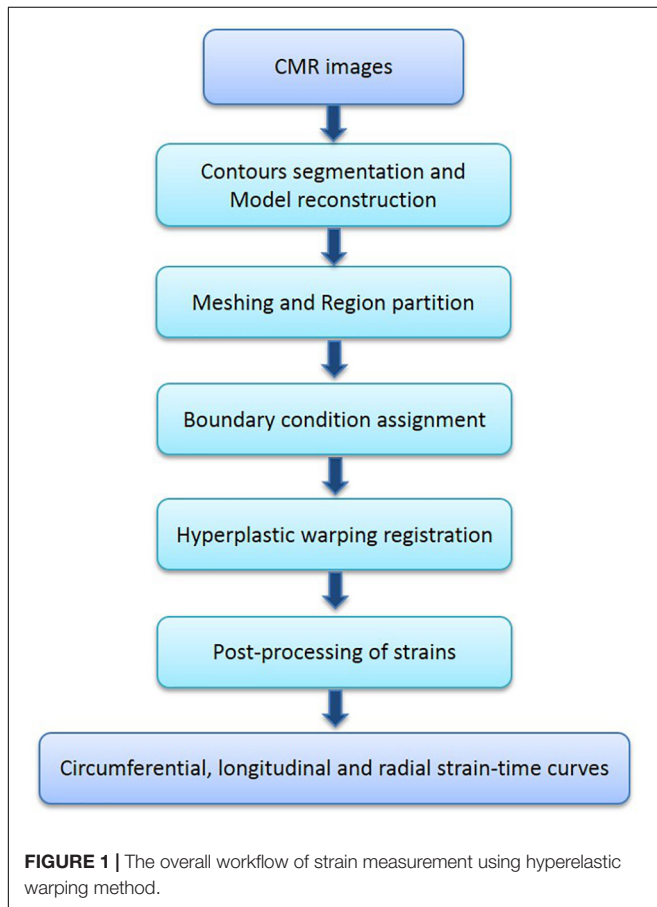 CMR images
Contours segmentation and
Model reconstruction
Meshing and Region partition
Boundary condition assignment
Hyperplastic warping registration
Post-processing of strains
Circumferential, longitudinal and radial strain-time curves
FIGURE 1 | The overall workflow of strain measurement using hyperelastic
warping method.